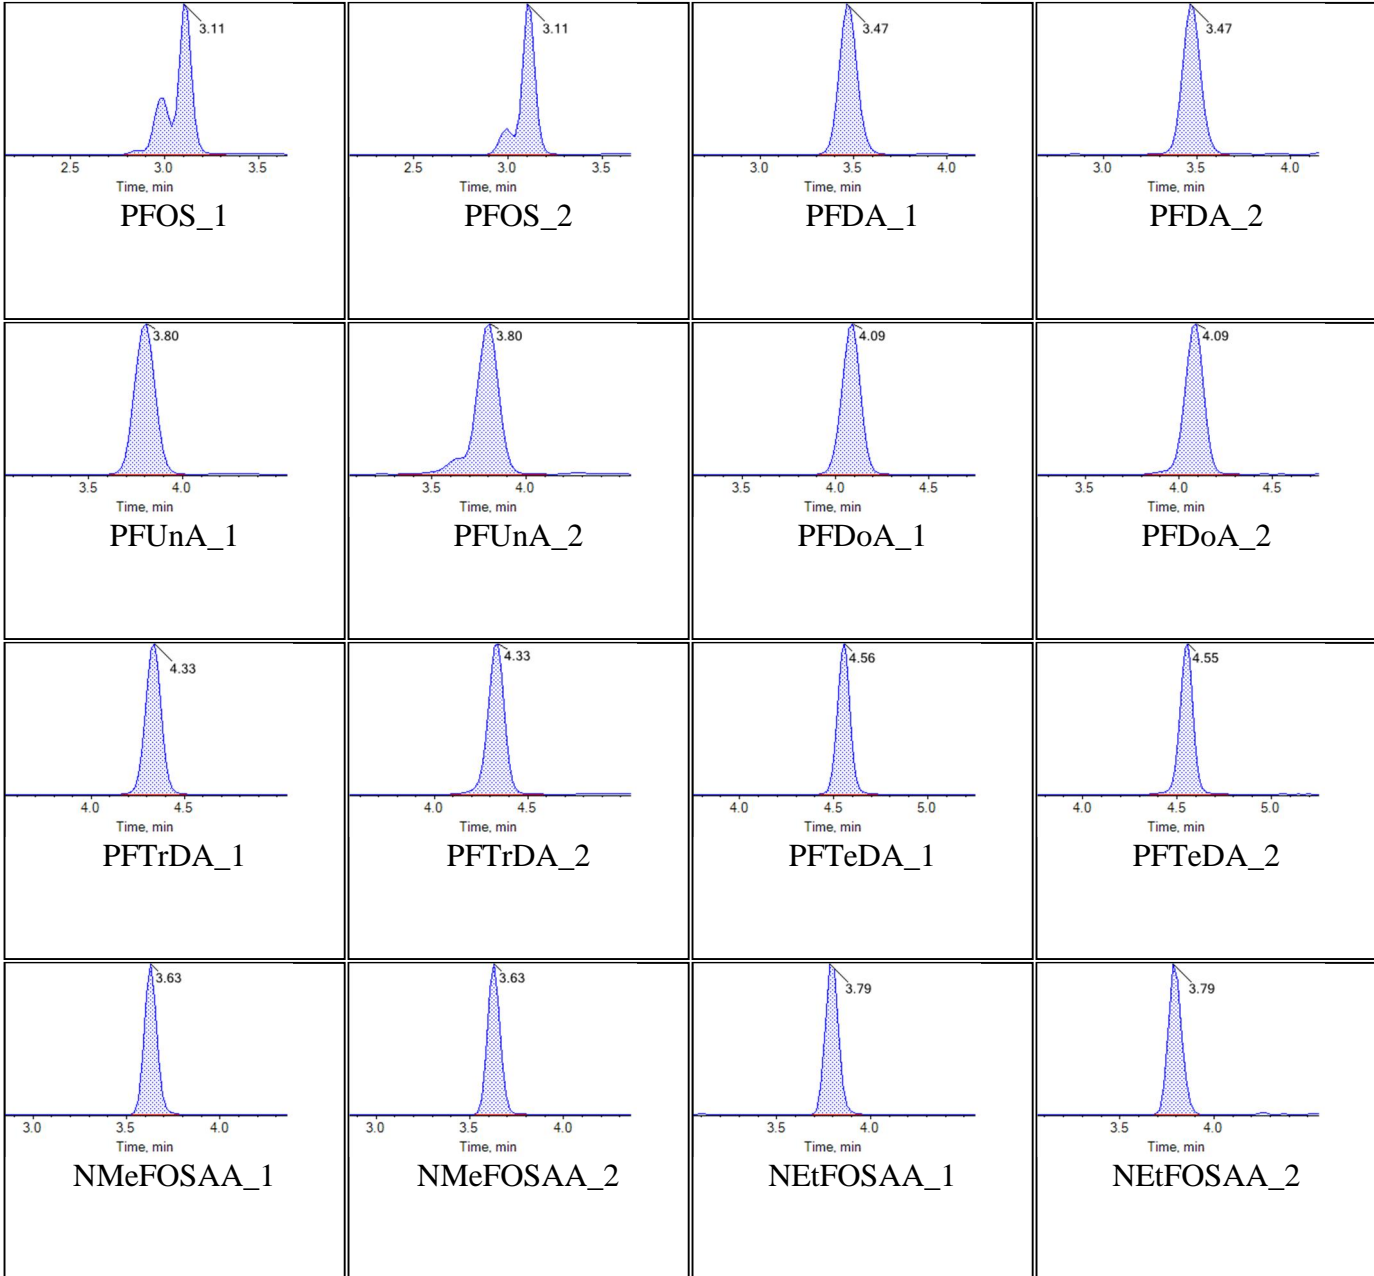 3.11
2.5 3.0 3.5
Time, min
PFOS_1
3.11
2.5 3.0 3.5
Time, min
PFOS_2
3.47
3.0 3.5 4.0
Time, min
PFDA_1
3.47
3.0 3.5 4.0
Time, min
PFDA_2
3.80
3.5 4.0
Time, min
PFUnA_1
3.80
3.5 4.0
Time, min
PFUnA_2
4.09
3.5 4.0 4.5
Time, min
PFDoA_1
4.09
3.5 4.0 4.5
Time, min
PFDoA_2
4.33
4.0 4.5
Time, min
PFTrDA_1
4.33
4.0 4.5
Time, min
PFTrDA_2
4.56
4.0 4.5 5.0
Time, min
PFTeDA_1
4.55
4.0 4.5 5.0
Time, min
PFTeDA_2
3.63
3.0 3.5 4.0
Time, min
NMeFOSAA_1
3.63
3.0 3.5 4.0
Time, min
NMeFOSAA_2
3.79
3.5 4.0
Time, min
NEtFOSAA_1
3.79
3.5 4.0
Time, min
NEtFOSAA_2